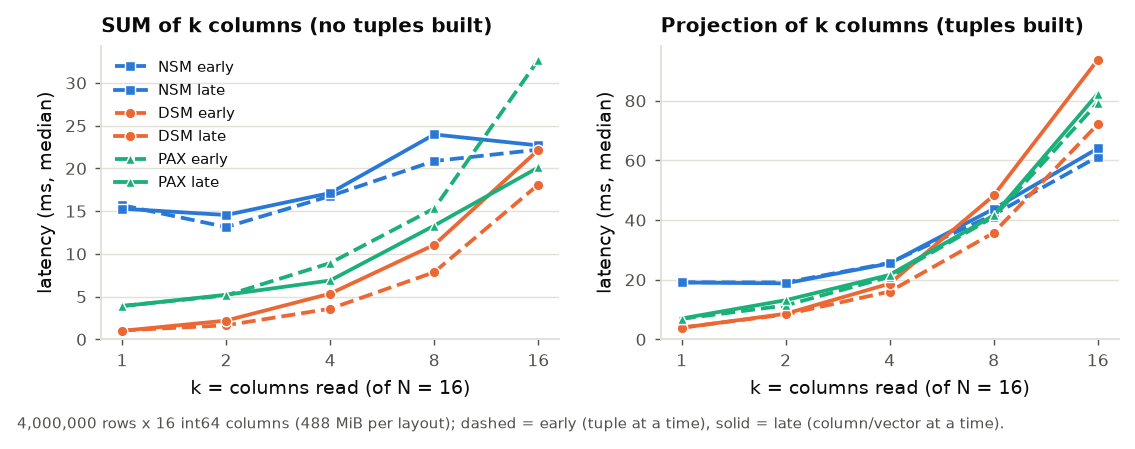 SUM of k columns (no tuples built)
latency (ms, median)
30
25
20
15
10
5
0
NSM early
NSM late
DSM early
DSM late
PAX early
PAX late
1 2 4 8 16
k = columns read (of N = 16)
Projection of k columns (tuples built)
latency (ms, median)
80
60
40
20
0
1 2 4 8 16
k = columns read (of N = 16)
4,000,000 rows x 16 int64 columns (488 MiB per layout); dashed = early (tuple at a time), solid = late (column/vector at a time).